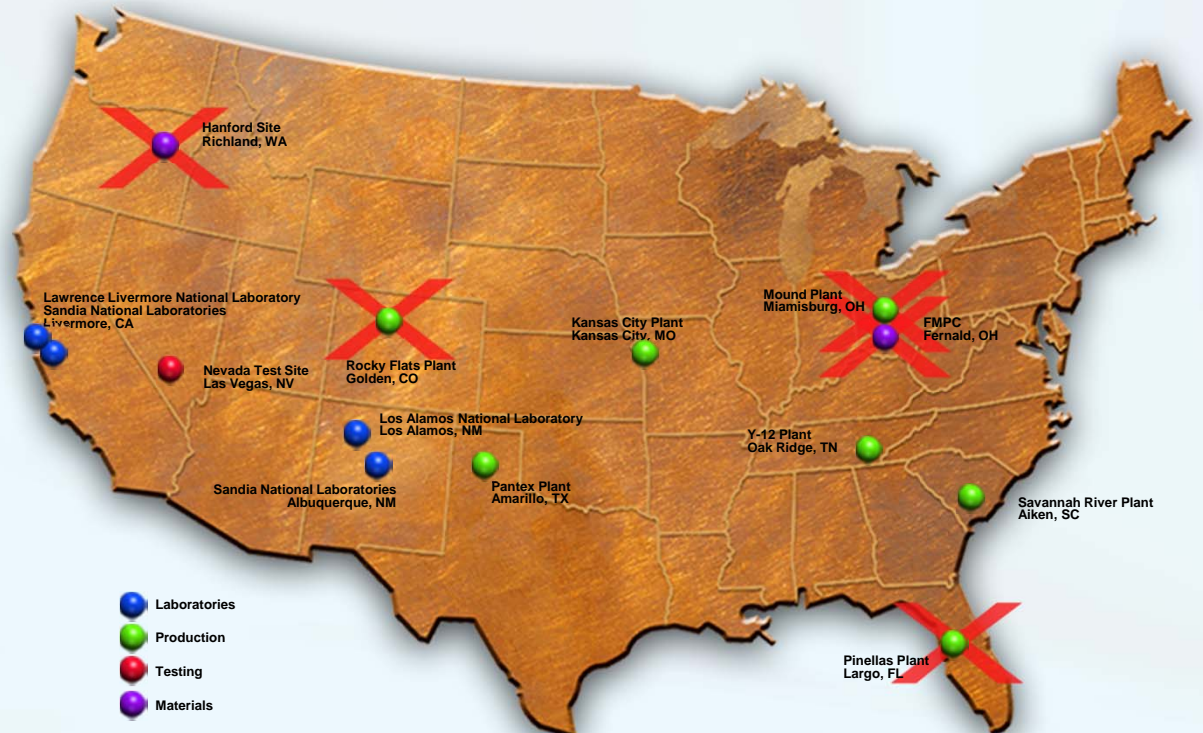 Hanford Site
Richland, WA
Lawrence Livermore National Laboratory
Sandia National Laboratories
Livermore, CA
Nevada Test Site
Las Vegas, NV
Rocky Flats Plant
Golden, CO
Kansas City Plant
Kansas City, MO
Mound Plant
Miamisburg, OH
FMPC
Fernald, OH
Los Alamos National Laboratory
Los Alamos, NM
Sandia National Laboratories
Albuquerque, NM
Pantex Plant
Amarillo, TX
Y-12 Plant
Oak Ridge, TN
Savannah River Plant
Aiken, SC
Pinellas Plant
Largo, FL
Laboratories
Production
Testing
Materials